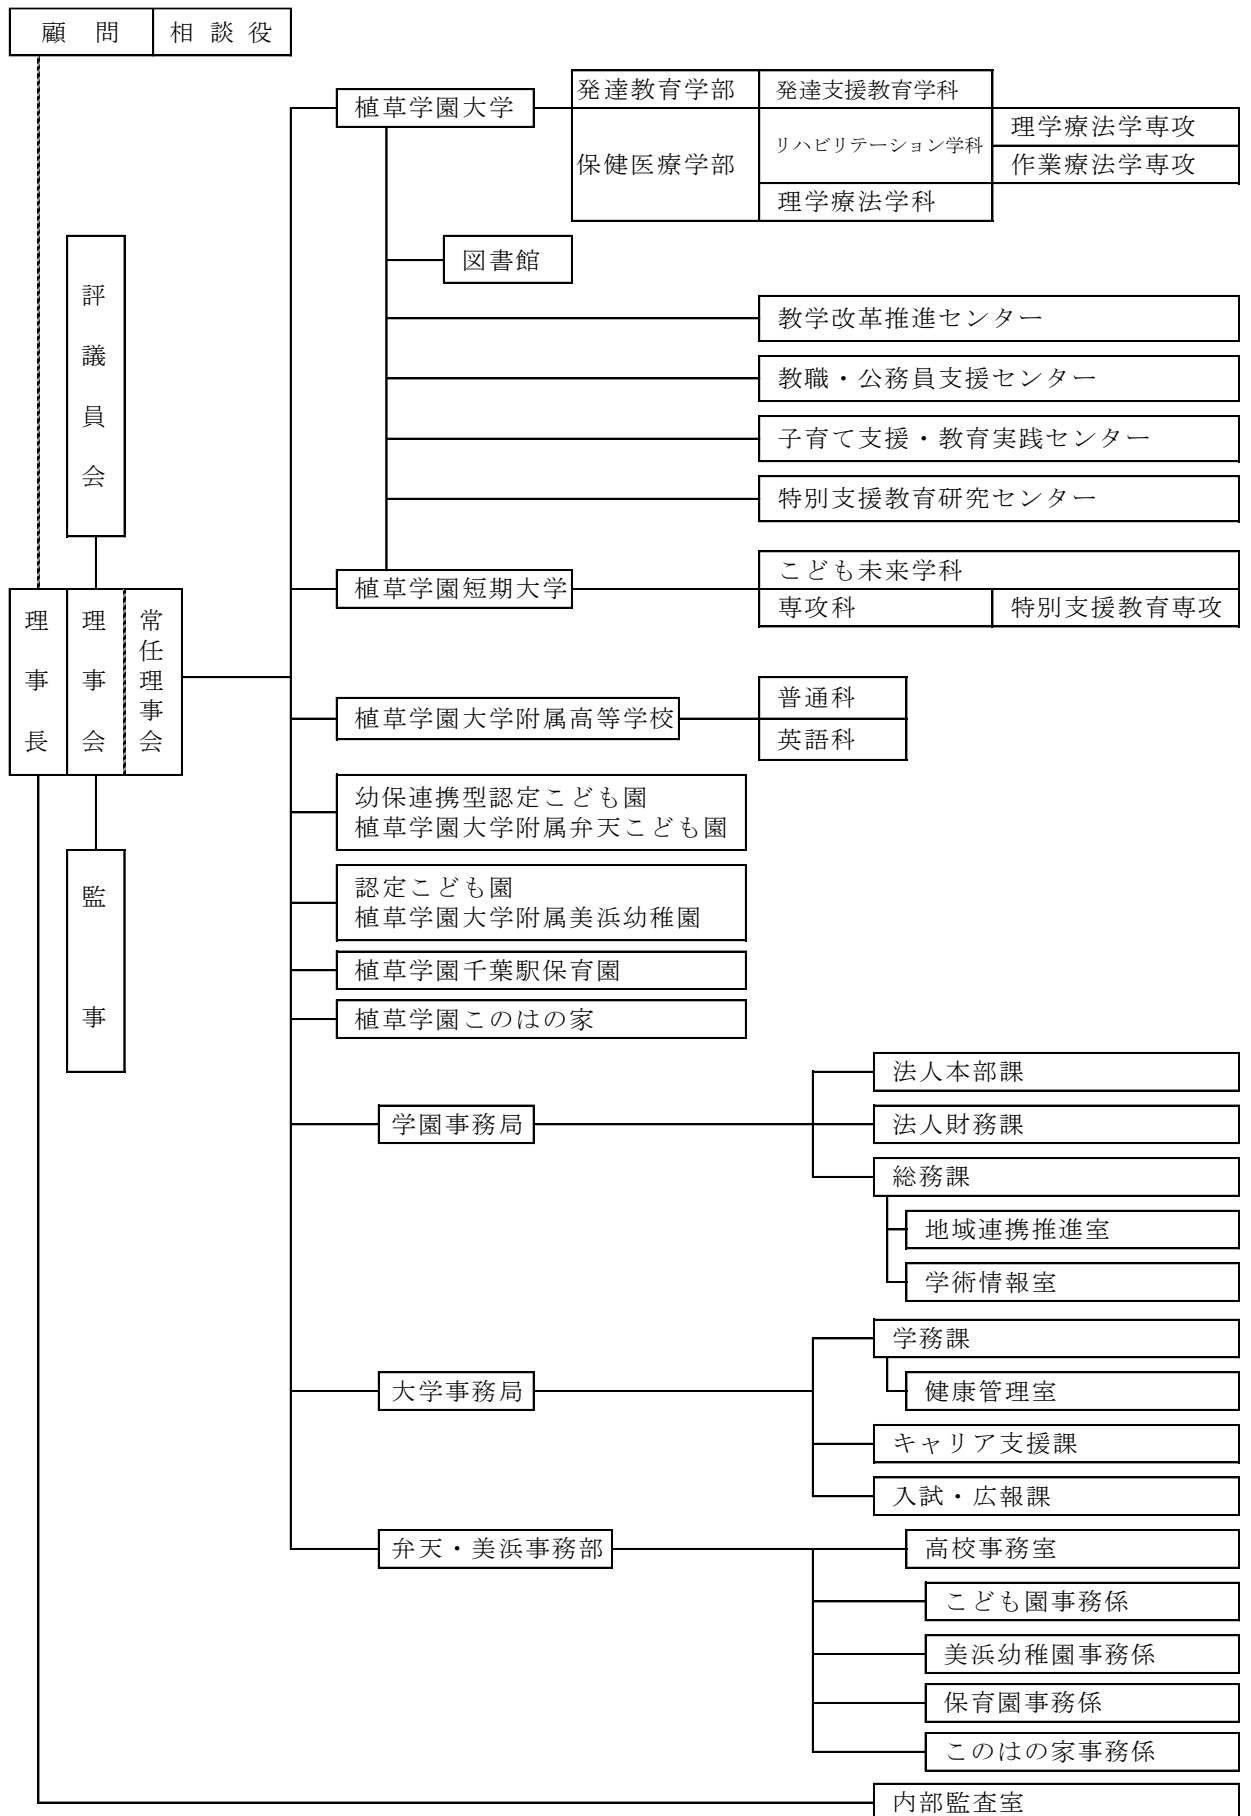 顧問
相談役
植草学園大学
発達教育学部
発達支援教育学科
保健医療学部
リハビリテーション学科
理学療法学専攻
作業療法学専攻
理学療法学科
図書館
教学改革推進センター
教職・公務員支援センター
子育て支援・教育実践センター
特別支援教育研究センター
評議員会
植草学園短期大学
こども未来学科
専攻科
特別支援教育専攻
理事長
理事会
常任理事会
植草学園大学附属高等学校
普通科
英語科
幼保連携型認定こども園
植草学園大学附属弁天こども園
認定こども園
植草学園大学附属美浜幼稚園
植草学園千葉駅保育園
植草学園このはの家
監事
学園事務局
法人本部課
法人財務課
総務課
地域連携推進室
学術情報室
大学事務局
学務課
健康管理室
キャリア支援課
入試・広報課
弁天・美浜事務部
高校事務室
こども園事務係
美浜幼稚園事務係
保育園事務係
このはの家事務係
内部監査室